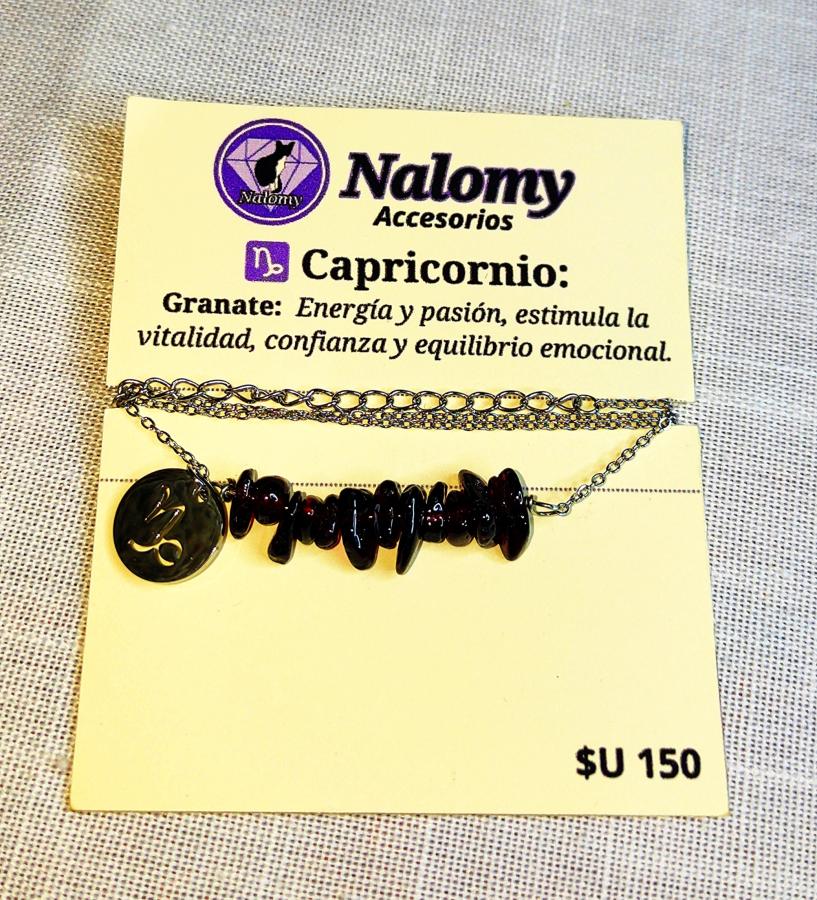 Nalomy
Nalomy
Accesorios
♑ Capricornio:
Granate: Energía y pasión, estimula la
vitalidad, confianza y equilibrio emocional.
$U 150